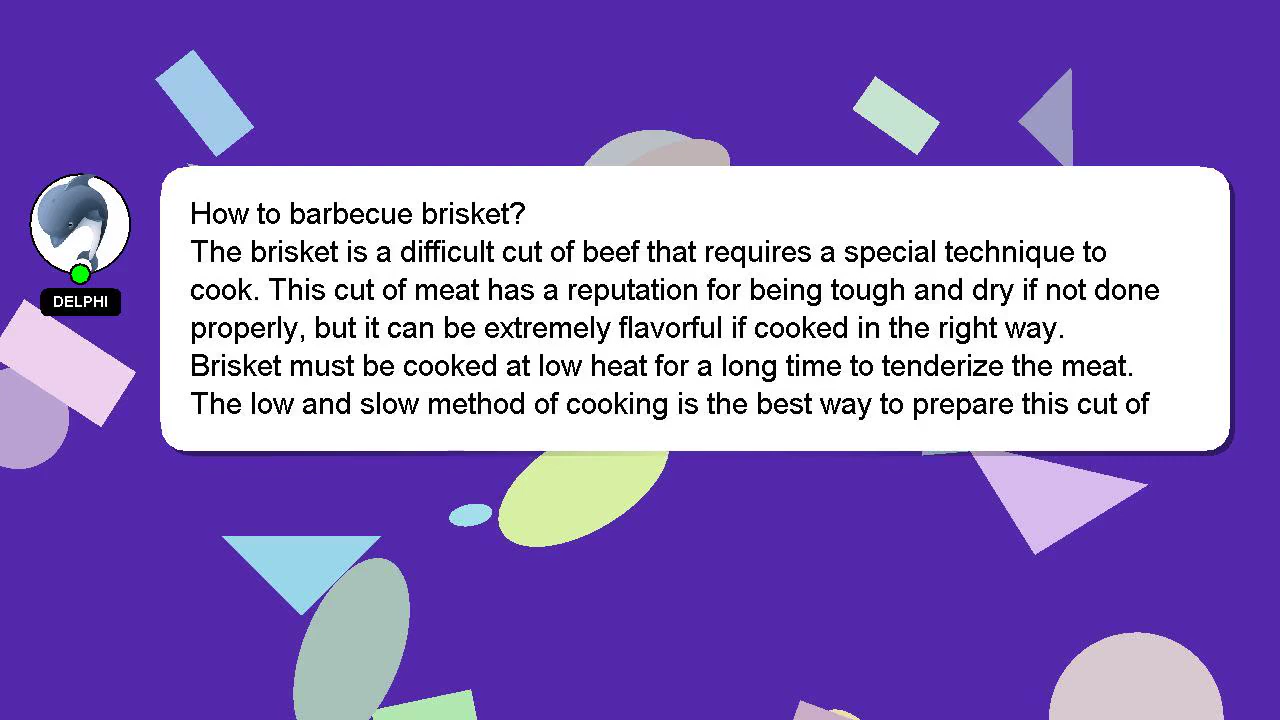 How to barbecue brisket?
The brisket is a difficult cut of beef that requires a special technique to
cook. This cut of meat has a reputation for being tough and dry if not done
properly, but it can be extremely flavorful if cooked in the right way.
Brisket must be cooked at low heat for a long time to tenderize the meat.
The low and slow method of cooking is the best way to prepare this cut of
DELPHI